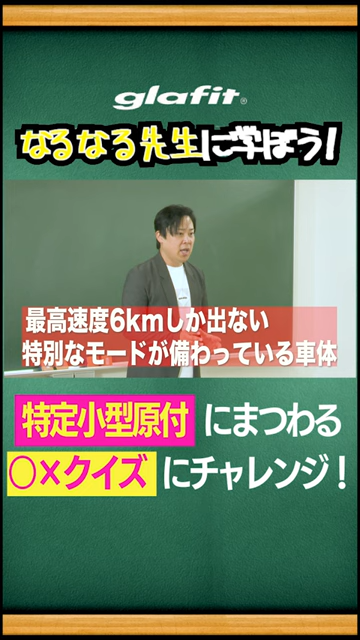 glafit®
なるなる先生に学ぼう!
最高速度6kmしか出ない
特別なモードが備わっている車体
特定小型原付 にまつわる
○×クイズ にチャレンジ!